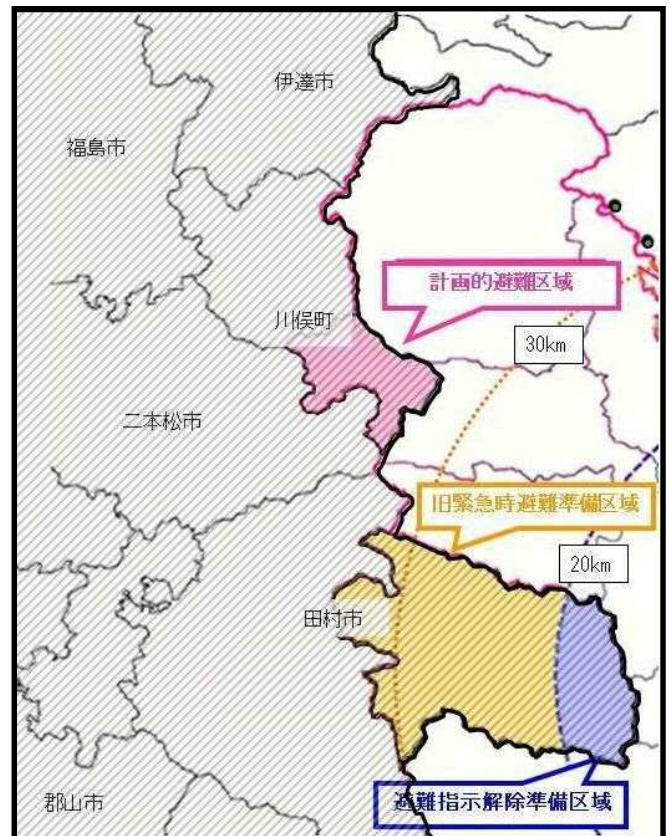 伊達市
福島市
計画的避難区域
川俣町
30km
二本松市
旧緊急時避難準備区域
20km
田村市
避難指示解除準備区域
郡山市